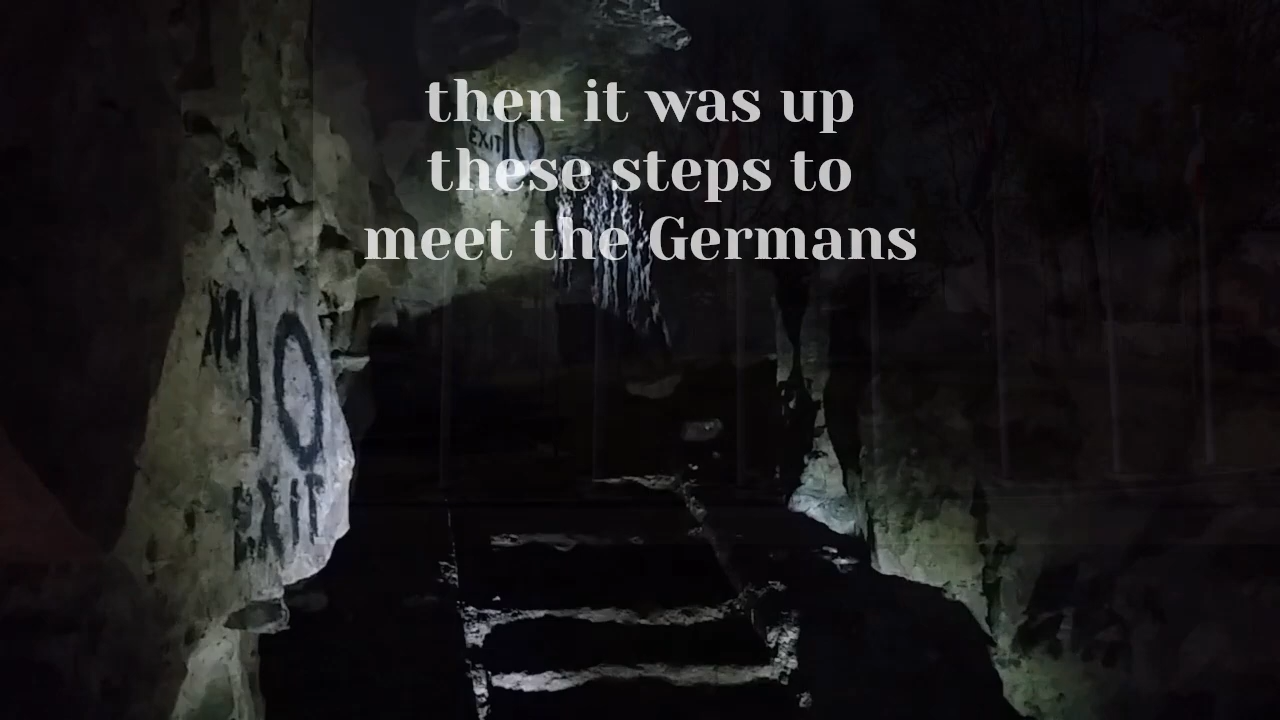 then it was up
these steps to
meet the Germans
EXIT 10
NO 10
EXIT